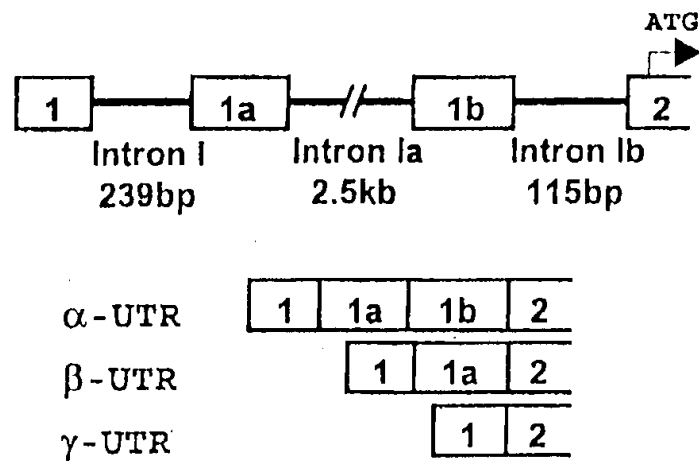 ATG
1 1a 1b 2
Intron I Intron Ia Intron Ib
239bp 2.5kb 115bp
α-UTR 1 1a 1b 2
β-UTR 1 1a 2
γ-UTR 1 2